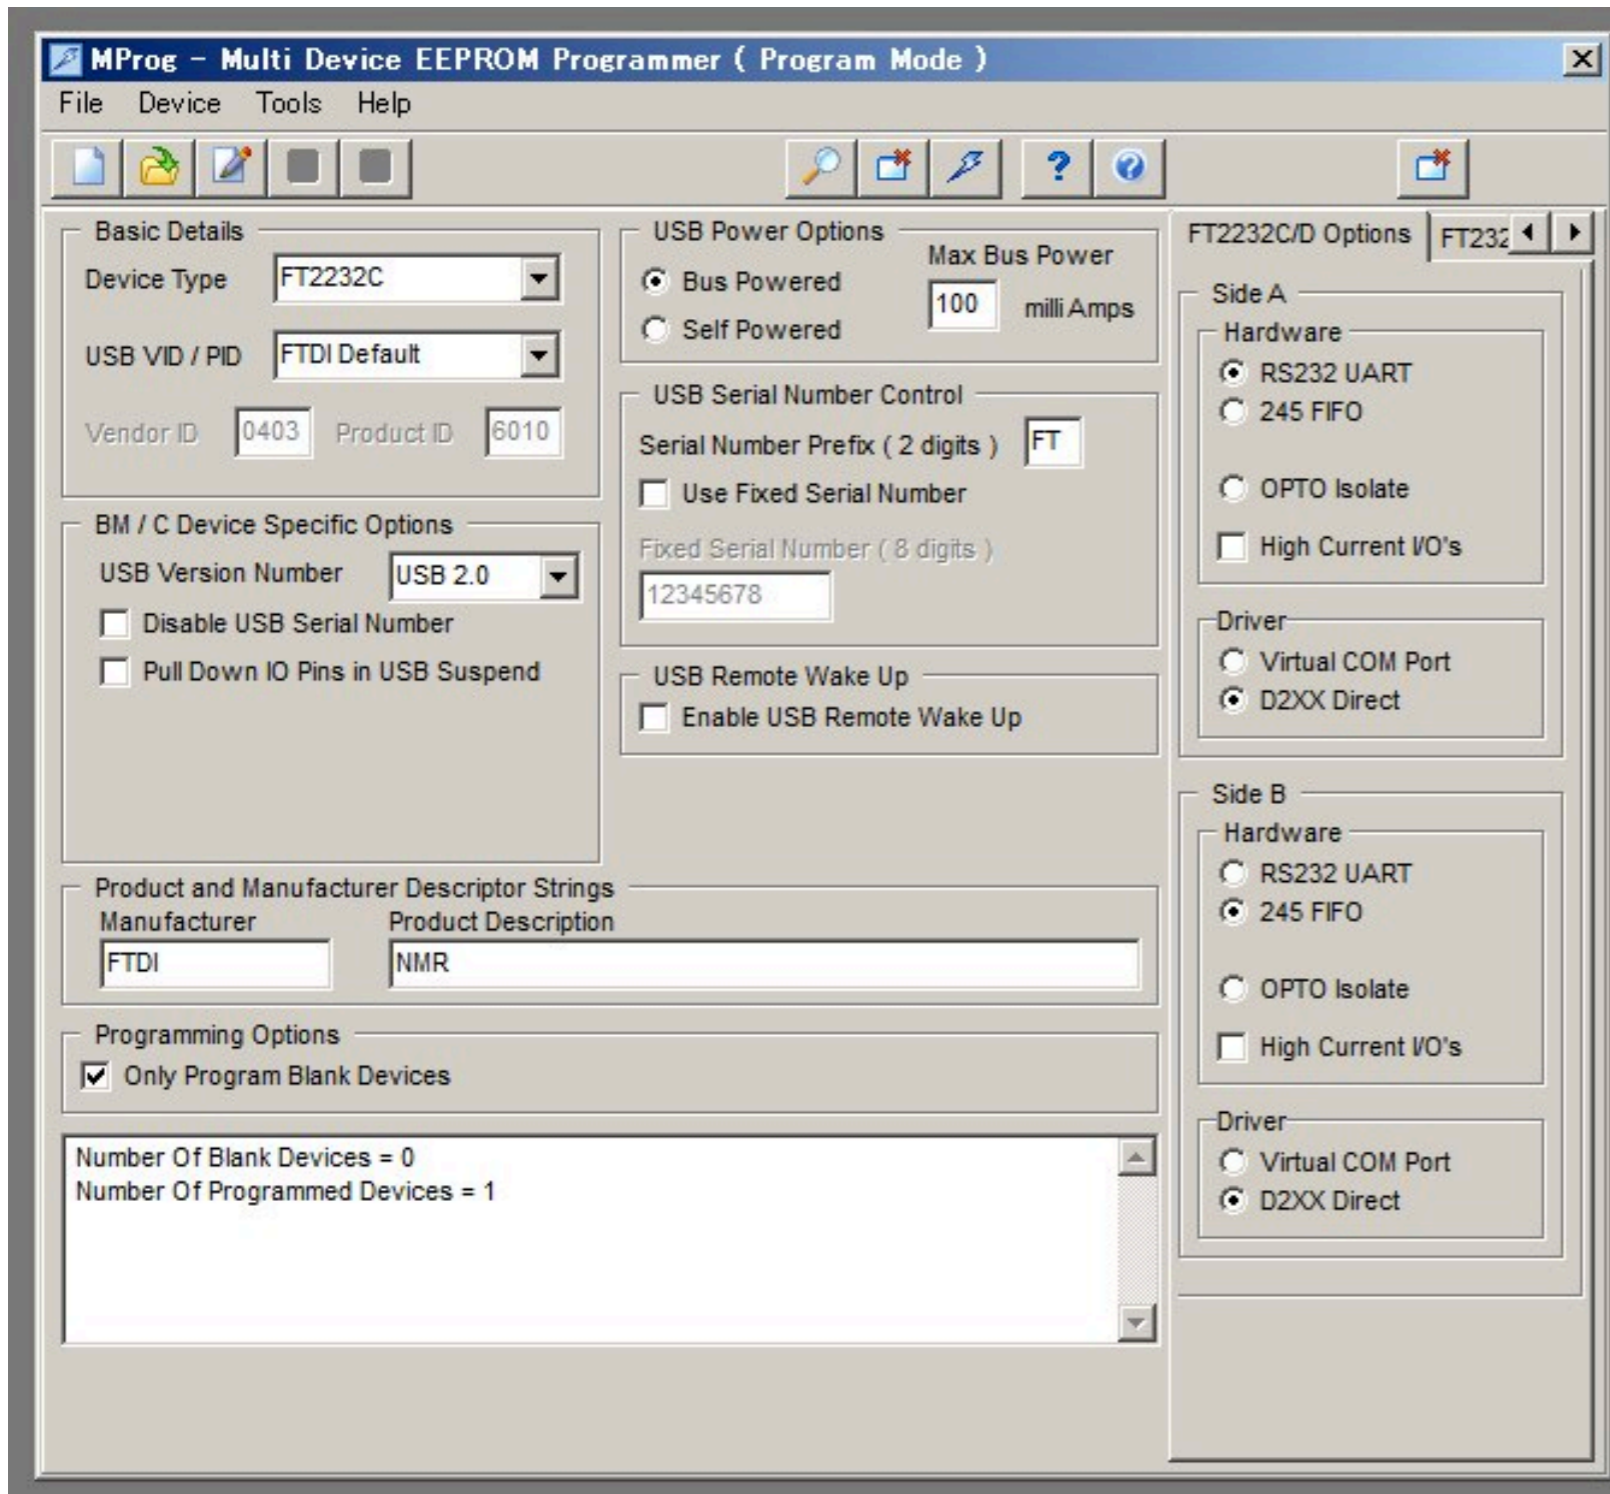 MProg - Multi Device EEPROM Programmer ( Program Mode )
File Device Tools Help
Basic Details
Device Type FT2232C
USB VID / PID FTDI Default
Vendor ID 0403 Product ID 6010
BM / C Device Specific Options
USB Version Number USB 2.0
Disable USB Serial Number
Pull Down IO Pins in USB Suspend
USB Power Options
Bus Powered
Self Powered
Max Bus Power
100 milli Amps
USB Serial Number Control
Serial Number Prefix ( 2 digits ) FT
Use Fixed Serial Number
Fixed Serial Number ( 8 digits )
12345678
USB Remote Wake Up
Enable USB Remote Wake Up
Product and Manufacturer Descriptor Strings
Manufacturer Product Description
FTDI NMR
Programming Options
Only Program Blank Devices
Number Of Blank Devices = 0
Number Of Programmed Devices = 1
FT2232C/D Options FT232
Side A
Hardware
RS232 UART
245 FIFO
OPTO Isolate
High Current I/O's
Driver
Virtual COM Port
D2XX Direct
Side B
Hardware
RS232 UART
245 FIFO
OPTO Isolate
High Current I/O's
Driver
Virtual COM Port
D2XX Direct